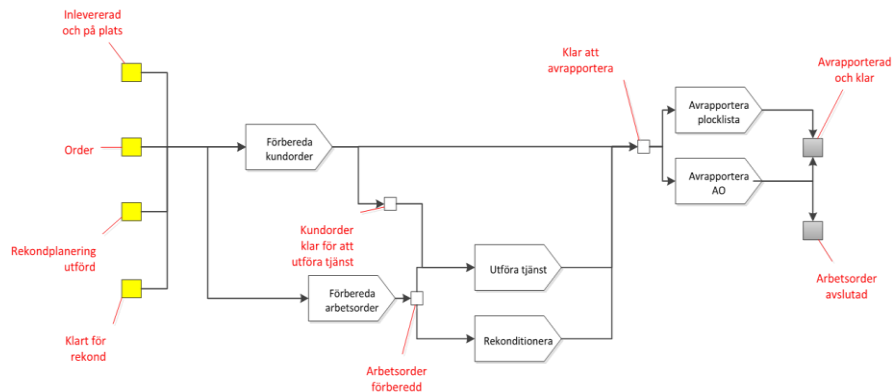 Inlevererad
och på plats
Order
Rekondplanering
utförd
Klart för
rekond
Förbereda
kundorder
Kundorder
klar för att
utföra tjänst
Förbereda
arbetsorder
Arbetsorder
förberedd
Utföra tjänst
Rekonditionera
Klar att
avrapportera
Avrapportera
plocklista
Avrapportera
AO
Avrapporterad
och klar
Arbetsorder
avslutad